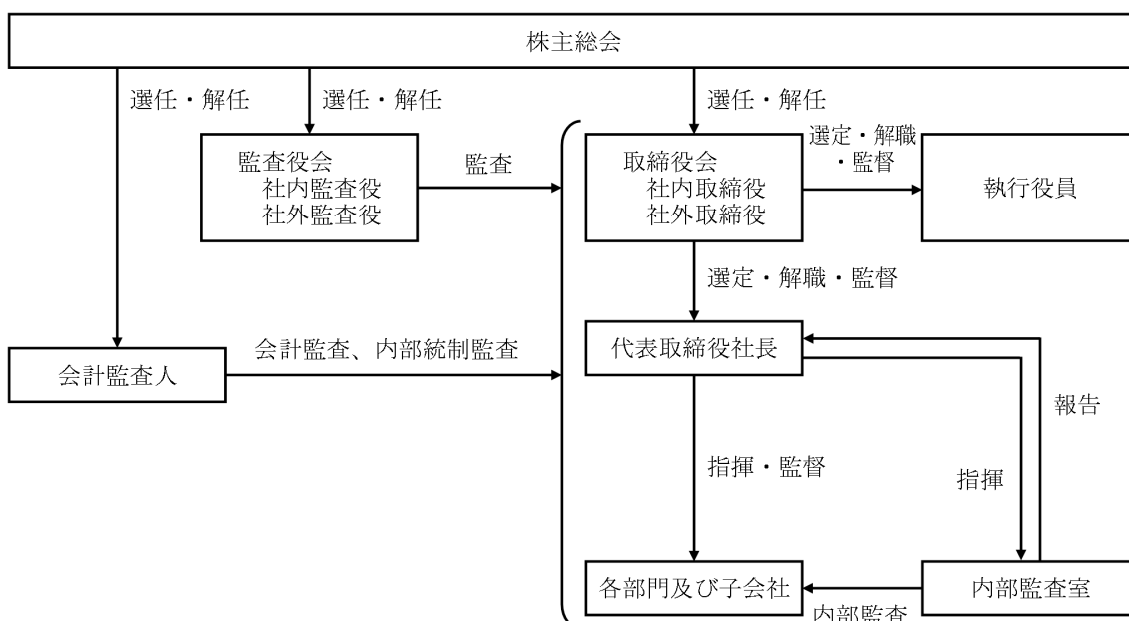 株主総会
選任・解任
選任・解任
選任・解任
監査役会
社内監査役
社外監査役
監査
取締役会
社内取締役
社外取締役
選定・解職
・監督
執行役員
選定・解職・監督
会計監査人
会計監査、内部統制監査
代表取締役社長
報告
指揮・監督
指揮
各部門及び子会社
内部監査室
内部監査